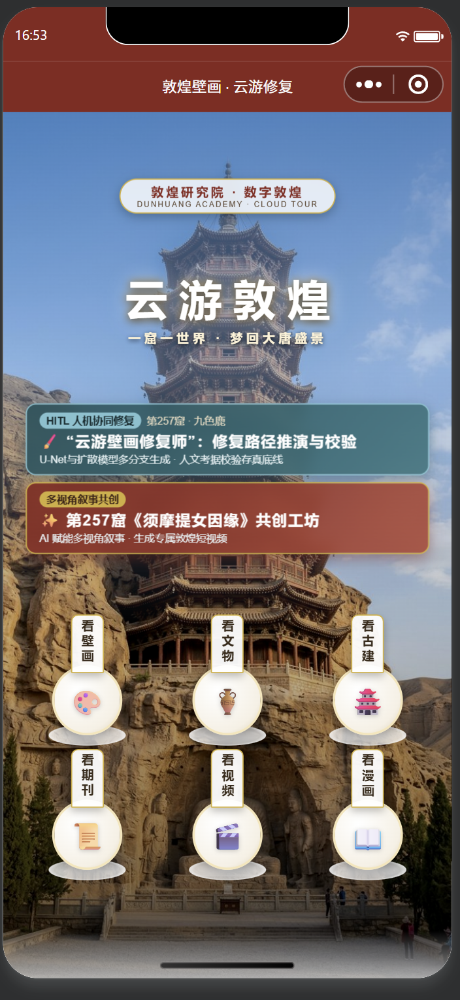 16:53
敦煌壁画 · 云游修复
敦煌研究院 · 数字敦煌
DUNHUANG ACADEMY · CLOUD TOUR
云游敦煌
一窟一世界 · 梦回大唐盛景
HITL 人机协同修复 第257窟 · 九色鹿
“云游壁画修复师”：修复路径推演与校验
U-Net与扩散模型多分支生成 · 人文考据校验存真底线
多视角叙事共创
第257窟《须摩提女因缘》共创工坊
AI 赋能多视角叙事 · 生成专属敦煌短视频
看壁画
看文物
看古建
看期刊
看视频
看漫画